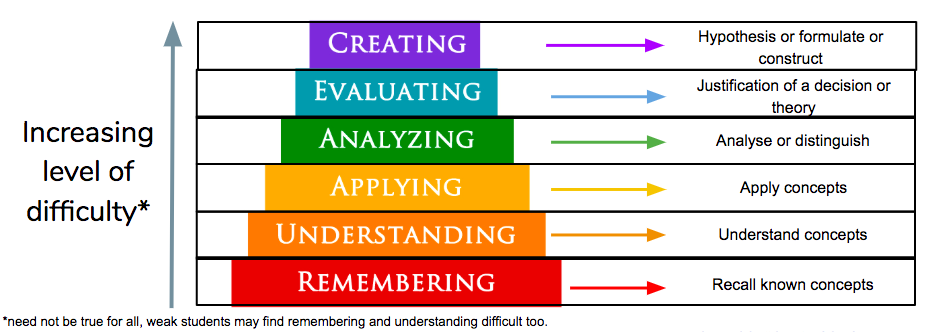 CREATING
Hypothesis or formulate or
construct
EVALUATING
Justification of a decision or
theory
Increasing
level of
difficulty*
ANALYZING
Analyse or distinguish
APPLYING
Apply concepts
UNDERSTANDING
Understand concepts
REMEMBERING
Recall known concepts
*need not be true for all, weak students may find remembering and understanding difficult too.